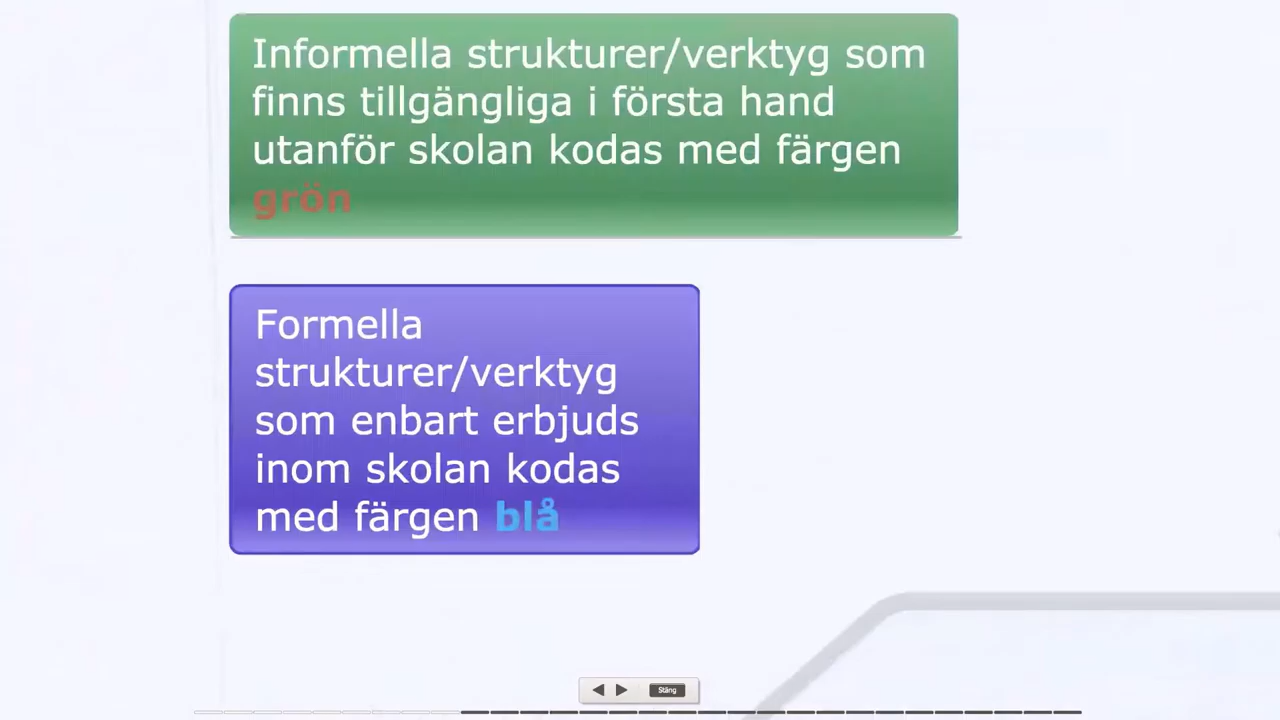 Informella strukturer/verktyg som
finns tillgängliga i första hand
utanför skolan kodas med färgen
grön
Formella
strukturer/verktyg
som enbart erbjuds
inom skolan kodas
med färgen blå
Stäng